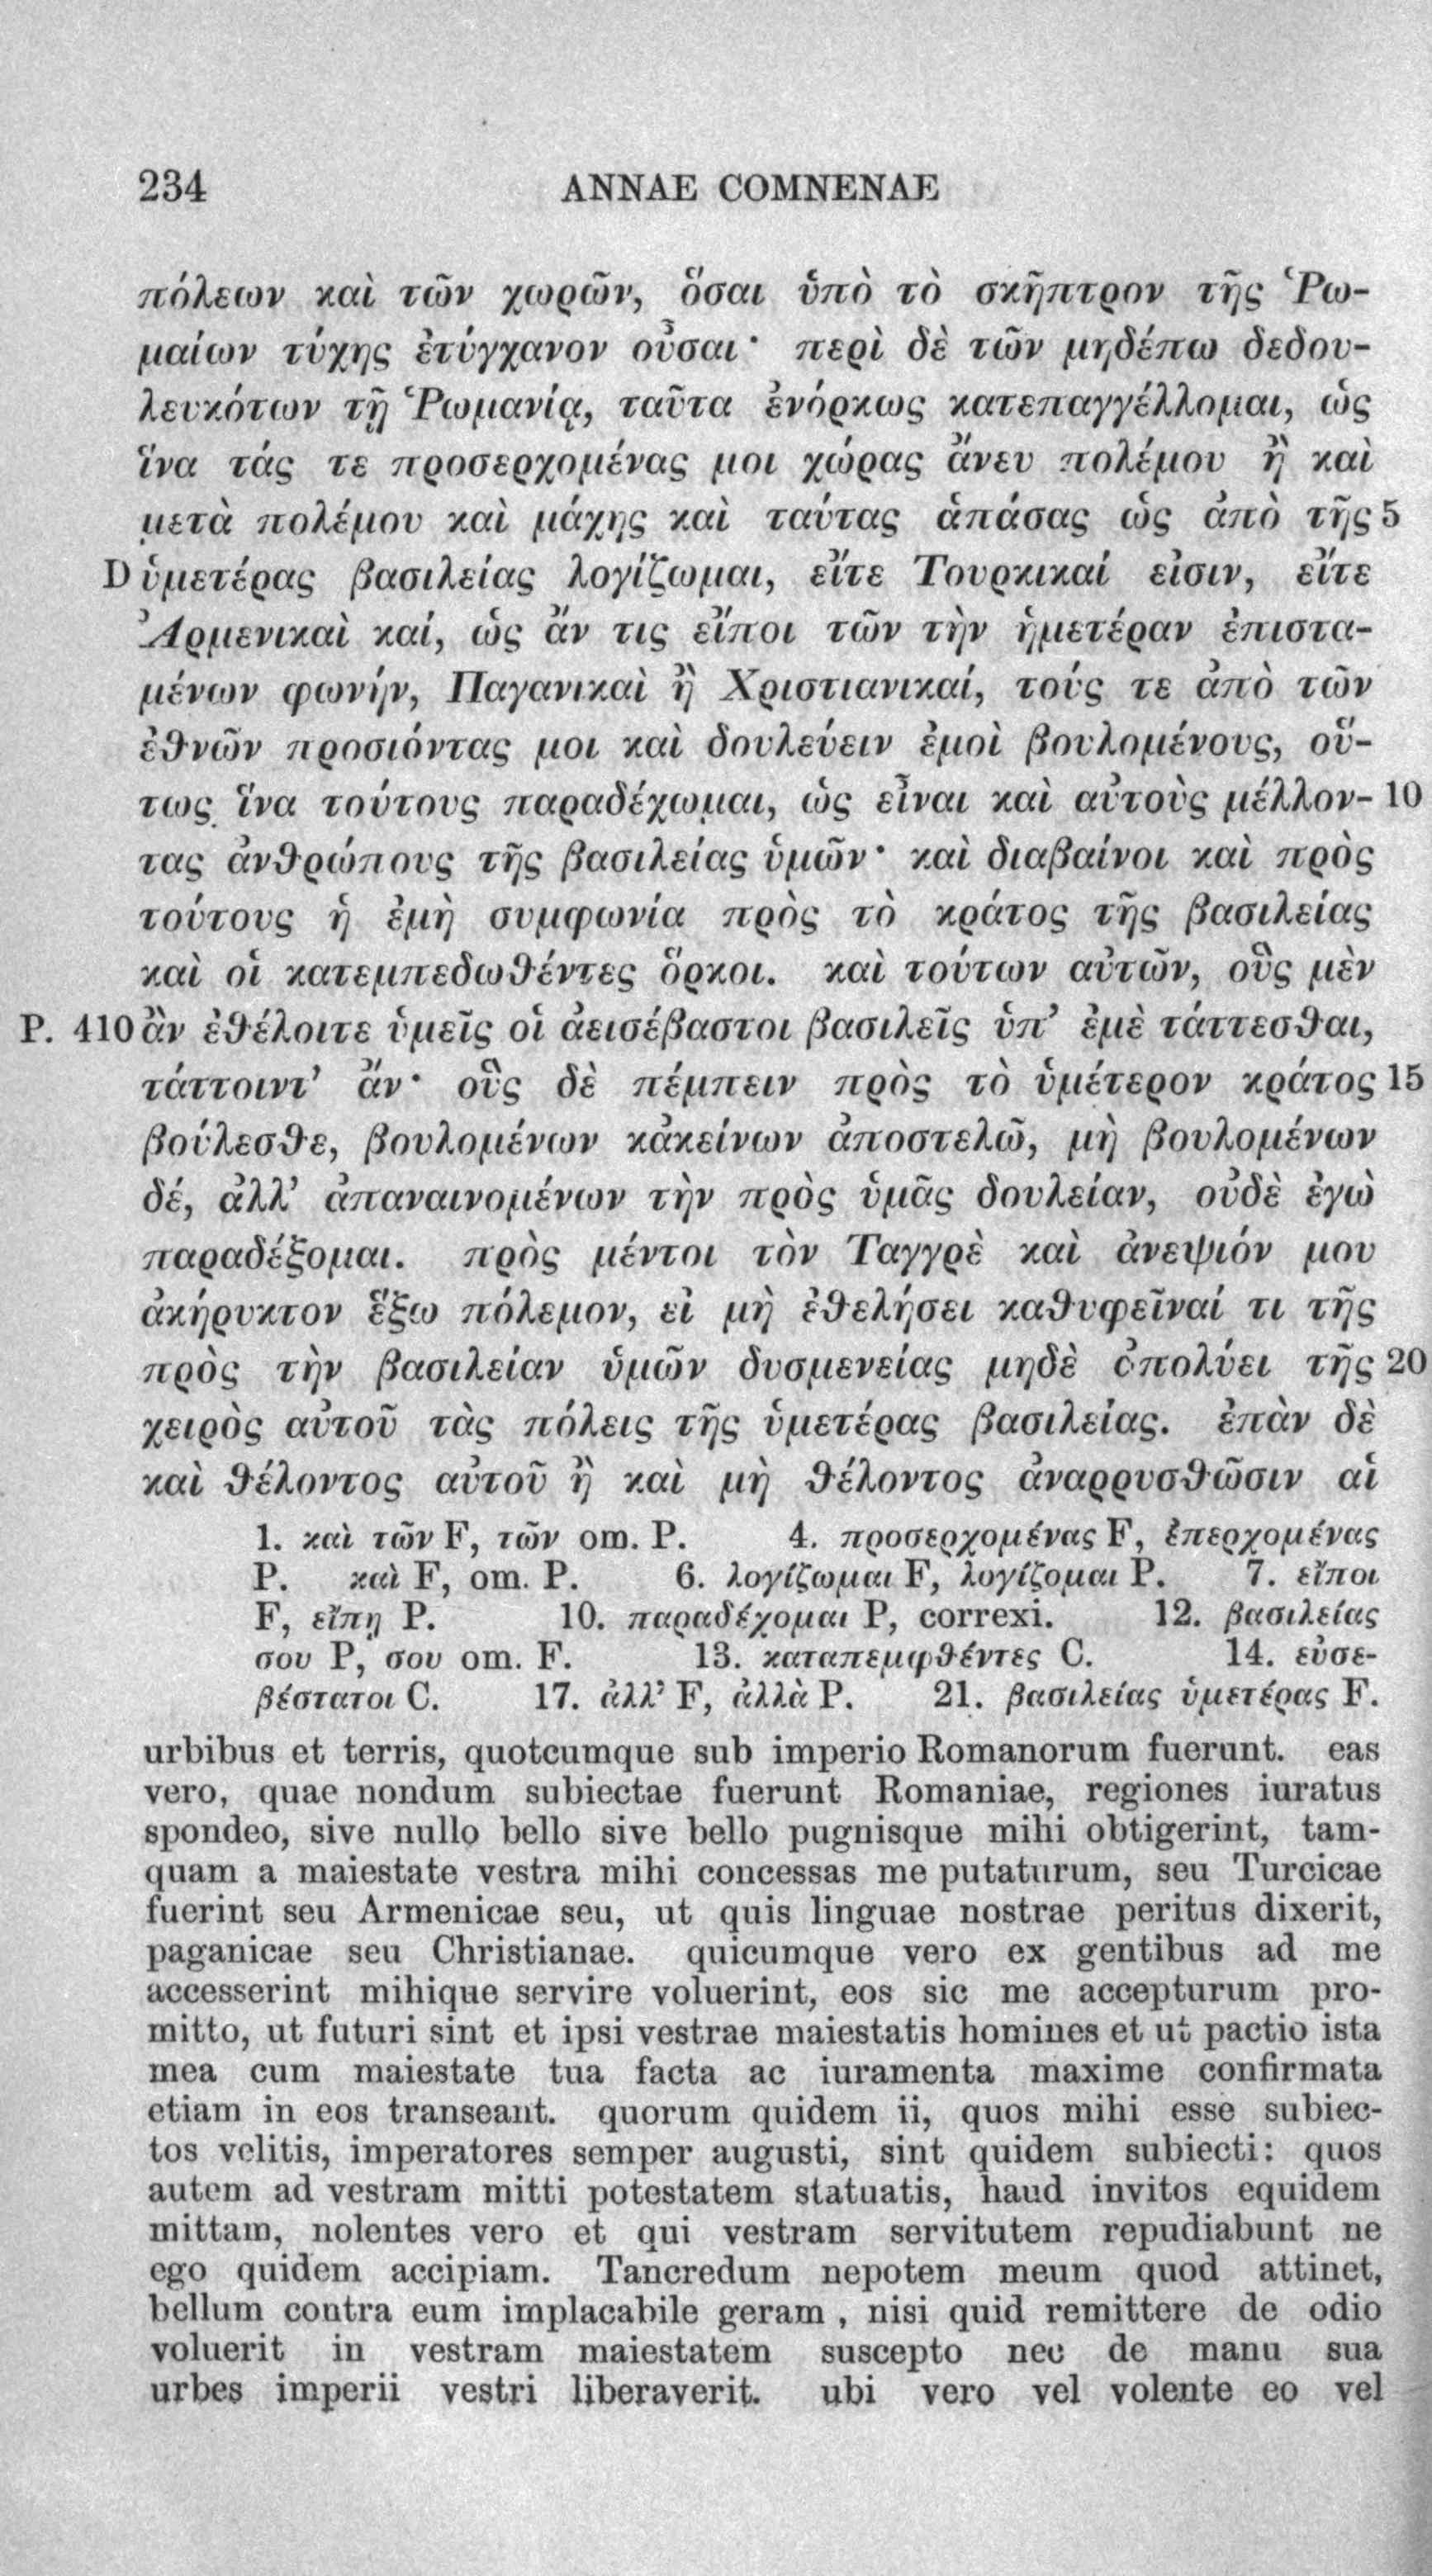 234 ANNAE COMNENAE
πόλεων καὶ τῶν χωρῶν, ὅσαι ὑπὸ τὸ σκῆπτρον τῆς Ῥω-
μαίων τύχης ἐτύγχανον οὖσαι· περὶ δὲ τῶν μηδέπω δεδου-
λευκότων τῇ Ῥωμανίᾳ, ταῦτα ἐνόρκως κατεπαγγέλλομαι, ὡς
ἵνα τάς τε προσερχομένας μοι χώρας ἄνευ πολέμου ἢ καὶ
μετὰ πολέμου καὶ μάχης καὶ ταύτας ἁπάσας ὡς ἀπὸ τῆς 5
D ὑμετέρας βασιλείας λογίζωμαι, εἴτε Τουρκικαί εἰσιν, εἴτε
Ἀρμενικαὶ καί, ὡς ἄν τις εἴποι τῶν τὴν ἡμετέραν ἐπιστα-
μένων φωνήν, Παγανικαὶ ἢ Χριστιανικαί, τούς τε ἀπὸ τῶν
ἐθνῶν προσιόντας μοι καὶ δουλεύειν ἐμοὶ βουλομένους, οὕ-
τως ἵνα τούτους παραδέχωμαι, ὡς εἶναι καὶ αὐτοὺς μέλλον- 10
τας ἀνθρώπους τῆς βασιλείας ὑμῶν· καὶ διαβαίνοι καὶ πρὸς
τούτους ἡ ἐμὴ συμφωνία πρὸς τὸ κράτος τῆς βασιλείας
καὶ οἱ κατεμπεδωθέντες ὅρκοι. καὶ τούτων αὐτῶν, οὓς μὲν
P. 410 ἂν ἐθέλοιτε ὑμεῖς οἱ ἀεισέβαστοι βασιλεῖς ὑπ’ ἐμὲ τάττεσθαι,
τάττοιντ’ ἄν· οὓς δὲ πέμπειν πρὸς τὸ ὑμέτερον κράτος 15
βούλεσθε, βουλομένων κἀκείνων ἀποστελῶ, μὴ βουλομένων
δέ, ἀλλ’ ἀπαναινομένων τὴν πρὸς ὑμᾶς δουλείαν, οὐδὲ ἐγὼ
παραδέξομαι. πρὸς μέντοι τὸν Ταγγρὲ καὶ ἀνεψιόν μου
ἀκήρυκτον ἕξω πόλεμον, εἰ μὴ ἐθελήσει καθυφεῖναί τι τῆς
πρὸς τὴν βασιλείαν ὑμῶν δυσμενείας μηδὲ ἀπολύει τῆς 20
χειρὸς αὐτοῦ τὰς πόλεις τῆς ὑμετέρας βασιλείας. ἐπὰν δὲ
καὶ θέλοντος αὐτοῦ ἢ καὶ μὴ θέλοντος ἀναρρυσθῶσιν αἱ
1. καὶ τῶν F, τῶν om. P. 4. προσερχομένας F, ἐπερχομένας
P. καὶ F, om. P. 6. λογίζωμαι F, λογίζομαι P. 7. εἴποι
F, εἴπῃ P. 10. παραδέχομαι P, correxi. 12. βασιλείας
σου P, σου om. F. 13. καταπεμφθέντες C. 14. εὐσε-
βέστατοι C. 17. ἀλλ’ F, ἀλλὰ P. 21. βασιλείας ὑμετέρας F.
urbibus et terris, quotcumque sub imperio Romanorum fuerunt. eas
vero, quae nondum subiectae fuerunt Romaniae, regiones iuratus
spondeo, sive nullo bello sive bello pugnisque mihi obtigerint, tam-
quam a maiestate vestra mihi concessas me putaturum, seu Turcicae
fuerint seu Armenicae seu, ut quis linguae nostrae peritus dixerit,
paganicae seu Christianae. quicumque vero ex gentibus ad me
accesserint mihique servire voluerint, eos sic me accepturum pro-
mitto, ut futuri sint et ipsi vestrae maiestatis homines et ut pactio ista
mea cum maiestate tua facta ac iuramenta maxime confirmata
etiam in eos transeant. quorum quidem ii, quos mihi esse subiec-
tos velitis, imperatores semper augusti, sint quidem subiecti: quos
autem ad vestram mitti potestatem statuatis, haud invitos equidem
mittam, nolentes vero et qui vestram servitutem repudiabunt ne
ego quidem accipiam. Tancredum nepotem meum quod attinet,
bellum contra eum implacabile geram, nisi quid remittere de odio
voluerit in vestram maiestatem suscepto nec de manu sua
urbes imperii vestri liberaverit. ubi vero vel volente eo vel